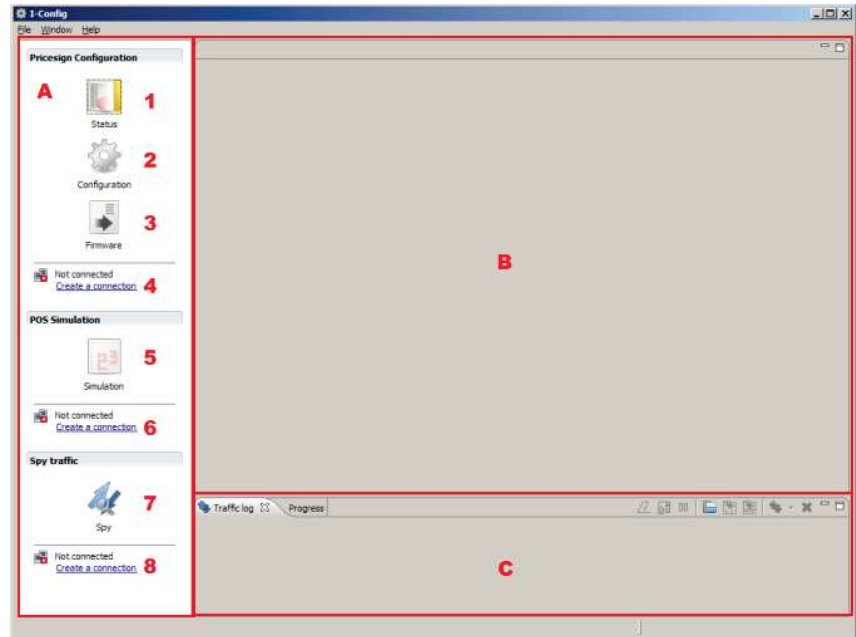 I-Config
File Window Help
Pricesign Configuration
A
1
Status
2
Configuration
3
Firmware
Not connected
Create a connection 4
B
POS Simulation
5
Simulation
Not connected
Create a connection 6
Spy traffic
7
Spy
Not connected
Create a connection 8
Traffic log Progress
C